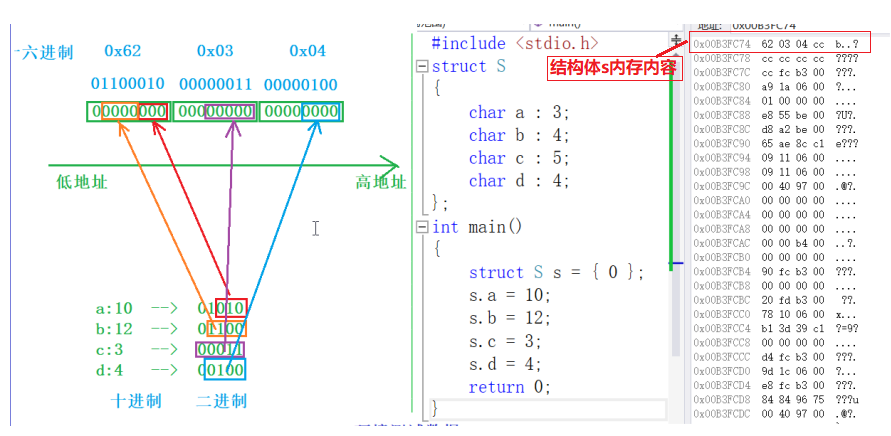 十六进制 0x62 0x03 0x04
01100010 00000011 00000100
00000000 00000000 00000000
低地址 高地址
a:10 --> 01010
b:12 --> 01100
c:3 --> 00011
d:4 --> 00100
十进制 二进制
#include <stdio.h>
struct S
{
char a : 3;
char b : 4;
char c : 5;
char d : 4;
};
int main()
{
struct S s = { 0 };
s.a = 10;
s.b = 12;
s.c = 3;
s.d = 4;
return 0;
}
结构体s内存内容
地址: 0x00B3FC74
0x00B3FC74 62 03 04 cc b..?
0x00B3FC78 cc cc cc cc ????
0x00B3FC7C cc fc b3 00 ???.
0x00B3FC80 a9 1a 06 00 ?...
0x00B3FC84 01 00 00 00 ....
0x00B3FC88 e8 55 be 00 ?U?.
0x00B3FC8C d8 a2 be 00 ???.
0x00B3FC90 65 ae 8c c1 e???
0x00B3FC94 09 11 06 00 ....
0x00B3FC98 09 11 06 00 ....
0x00B3FC9C 00 40 97 00 .@?.
0x00B3FCA0 00 00 00 00 ....
0x00B3FCA4 00 00 00 00 ....
0x00B3FCA8 00 00 00 00 ....
0x00B3FCAC 00 00 b4 00 ..?.
0x00B3FCB0 00 00 00 00 ....
0x00B3FCB4 90 fc b3 00 ???.
0x00B3FCB8 00 00 00 00 ....
0x00B3FCBC 20 fd b3 00 ??.
0x00B3FCC0 78 10 06 00 x...
0x00B3FCC4 b1 3d 39 c1 ?=9?
0x00B3FCC8 00 00 00 00 ....
0x00B3FCCC d4 fc b3 00 ???.
0x00B3FCD0 9d 1c 06 00 ?...
0x00B3FCD4 e8 fc b3 00 ???.
0x00B3FCD8 84 84 96 75 ???u
0x00B3FCDC 00 40 97 00 .@?.